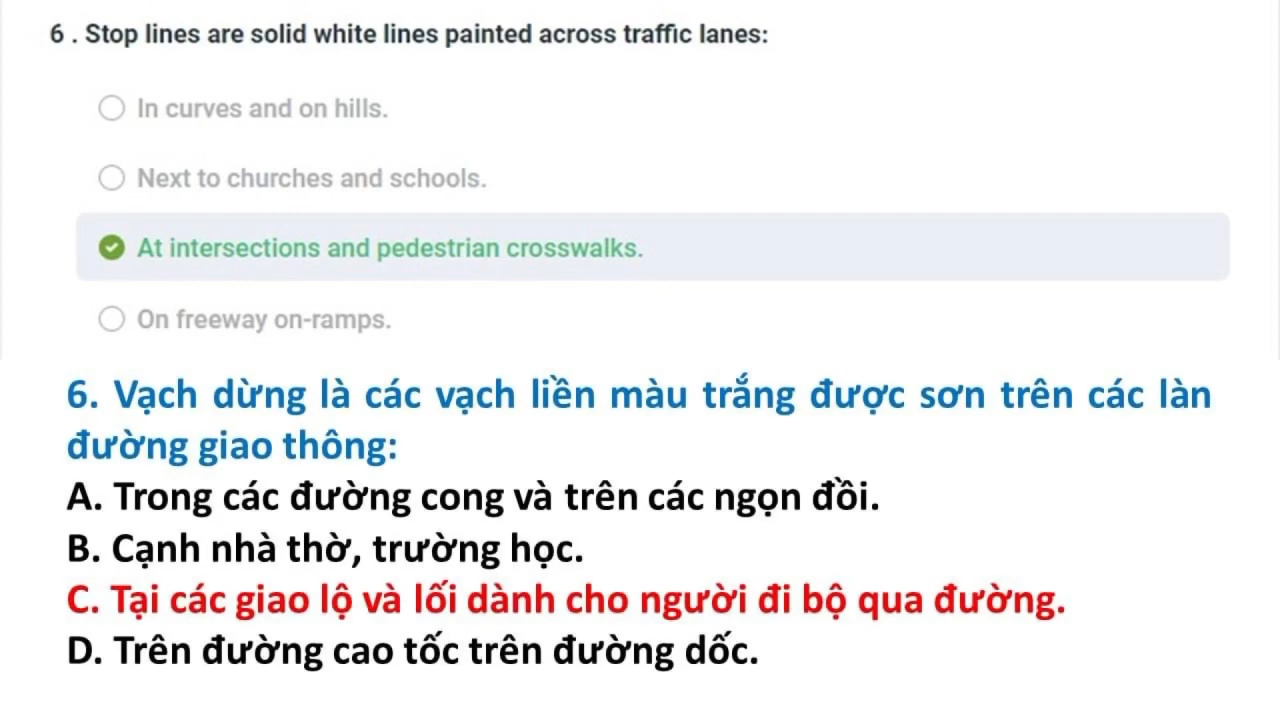 6 . Stop lines are solid white lines painted across traffic lanes:
In curves and on hills.
Next to churches and schools.
At intersections and pedestrian crosswalks.
On freeway on-ramps.
6. Vạch dừng là các vạch liền màu trắng được sơn trên các làn
đường giao thông:
A. Trong các đường cong và trên các ngọn đồi.
B. Cạnh nhà thờ, trường học.
C. Tại các giao lộ và lối dành cho người đi bộ qua đường.
D. Trên đường cao tốc trên đường dốc.